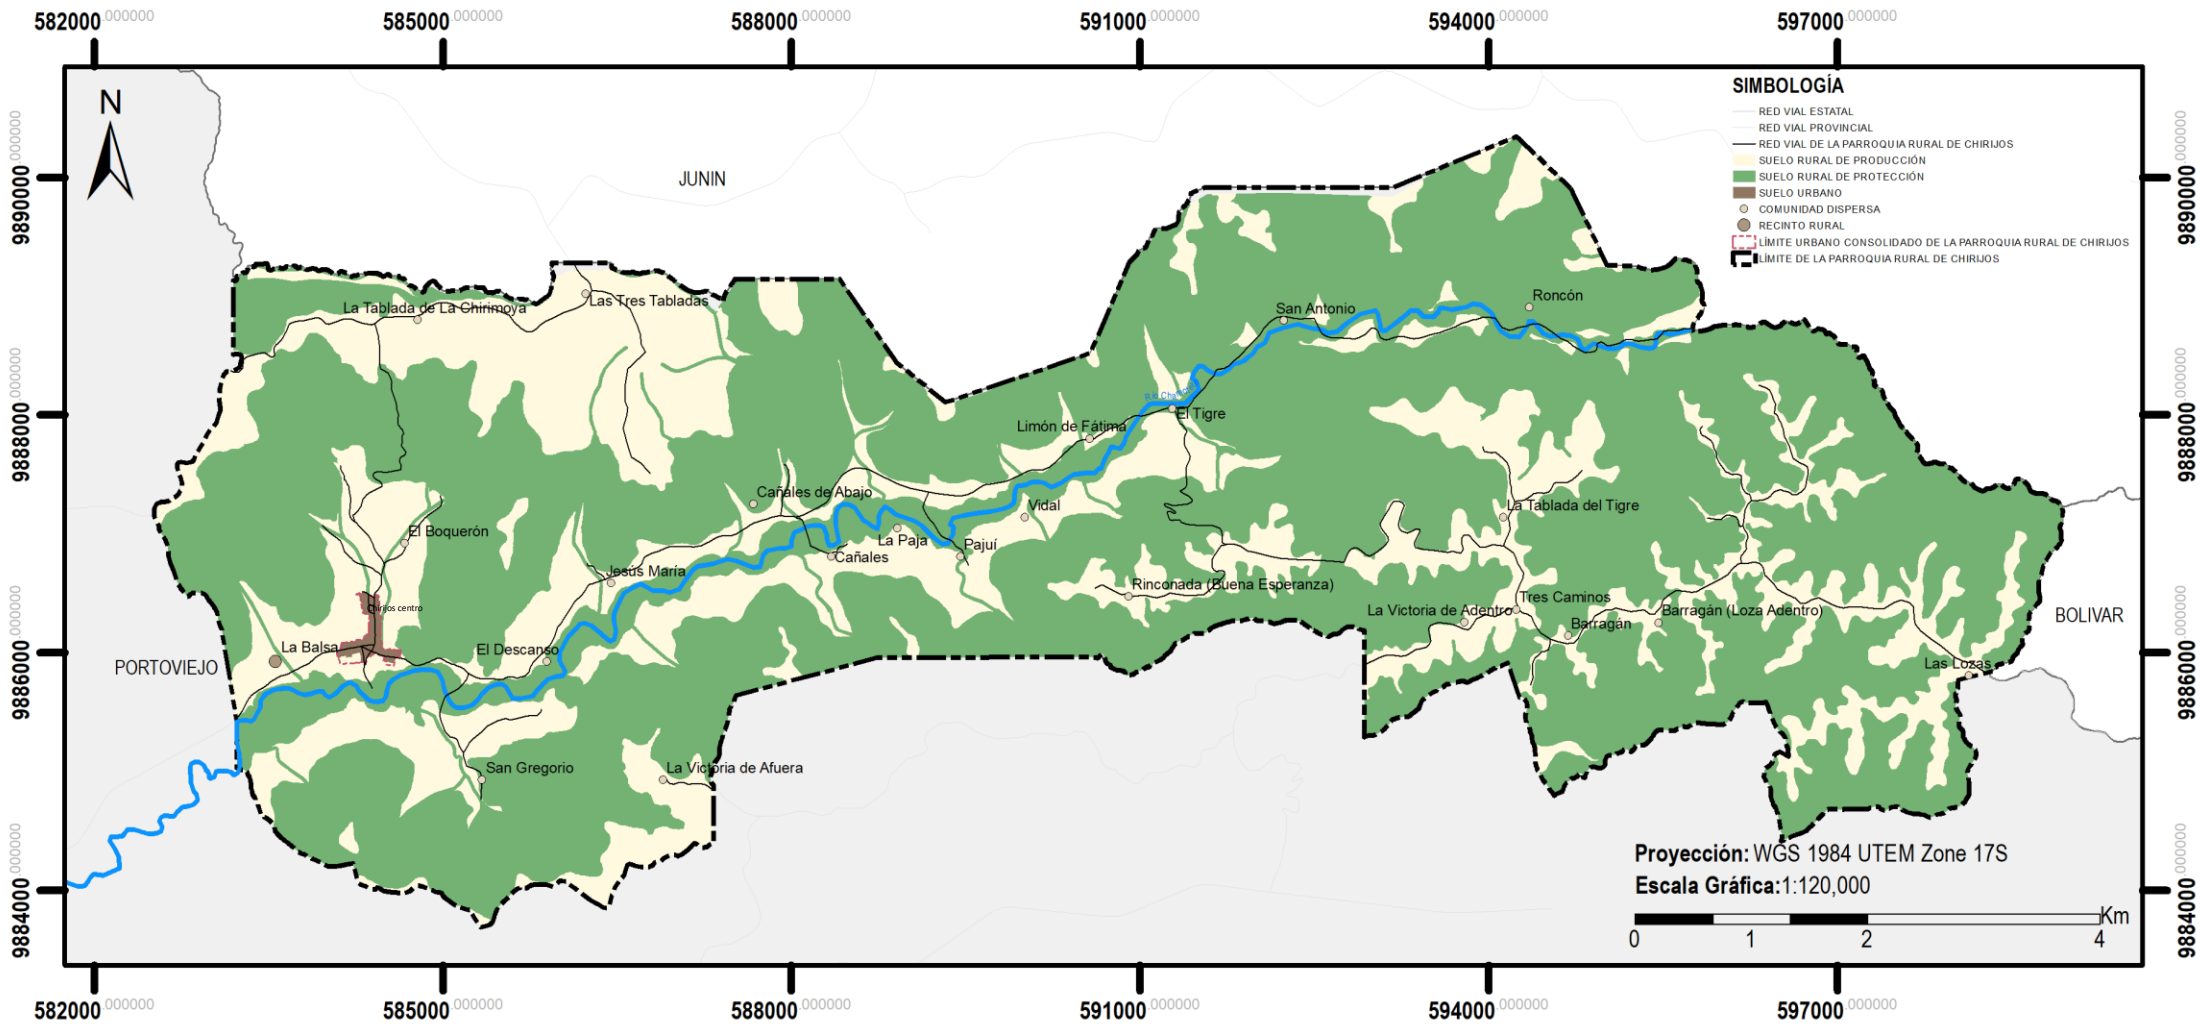 582000.000000 585000.000000 588000.000000 591000.000000 594000.000000 597000.000000
N
JUNIN
SIMBOLOGÍA
RED VIAL ESTATAL
RED VIAL PROVINCIAL
RED VIAL DE LA PARROQUIA RURAL DE CHIRIJOS
SUELO RURAL DE PRODUCCIÓN
SUELO RURAL DE PROTECCIÓN
SUELO URBANO
COMUNIDAD DISPERSA
RECINTO RURAL
LÍMITE URBANO CONSOLIDADO DE LA PARROQUIA RURAL DE CHIRIJOS
LÍMITE DE LA PARROQUIA RURAL DE CHIRIJOS
9890000.000000
9890000.000000
La Tablada de La Chirimoya
Las Tres Tabladas
San Antonio
Roncón
9888000.000000
9888000.000000
El Tigre
Limón de Fátima
Cañales de Abajo
Vidal
La Tablada del Tigre
El Boquerón
La Paja
Pajuí
Cañales
Jesús María
Rinconada (Buena Esperanza)
Chirijos centro
Tres Caminos
La Victoria de Adentro
Barragán (Loza Adentro)
Barragán
BOLIVAR
La Balsa
El Descanso
PORTOVIEJO
Las Lozas
9886000.000000
9886000.000000
San Gregorio
La Victoria de Afuera
Proyección: WGS 1984 UTEM Zone 17S
Escala Gráfica:1:120,000
Km
0 1 2 4
9884000.000000
9884000.000000
582000.000000 585000.000000 588000.000000 591000.000000 594000.000000 597000.000000